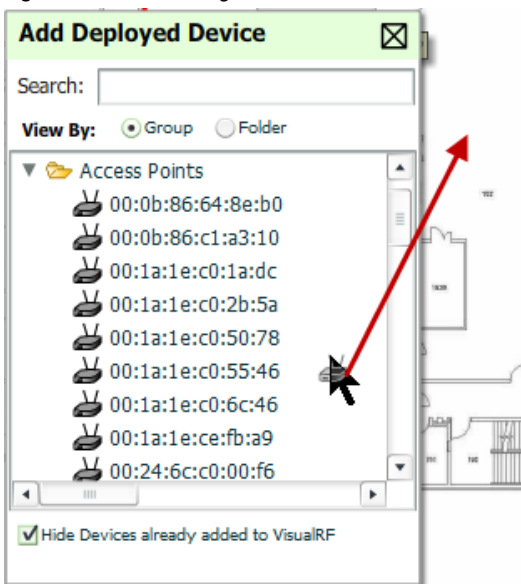 Add Deployed Device
Search:
View By: Group Folder
Access Points
00:0b:86:64:8e:b0
00:0b:86:c1:a3:10
00:1a:1e:c0:1a:dc
00:1a:1e:c0:2b:5a
00:1a:1e:c0:50:78
00:1a:1e:c0:55:46
00:1a:1e:c0:6c:46
00:1a:1e:ce:fb:a9
00:24:6c:c0:00:f6
Hide Devices already added to VisualRF